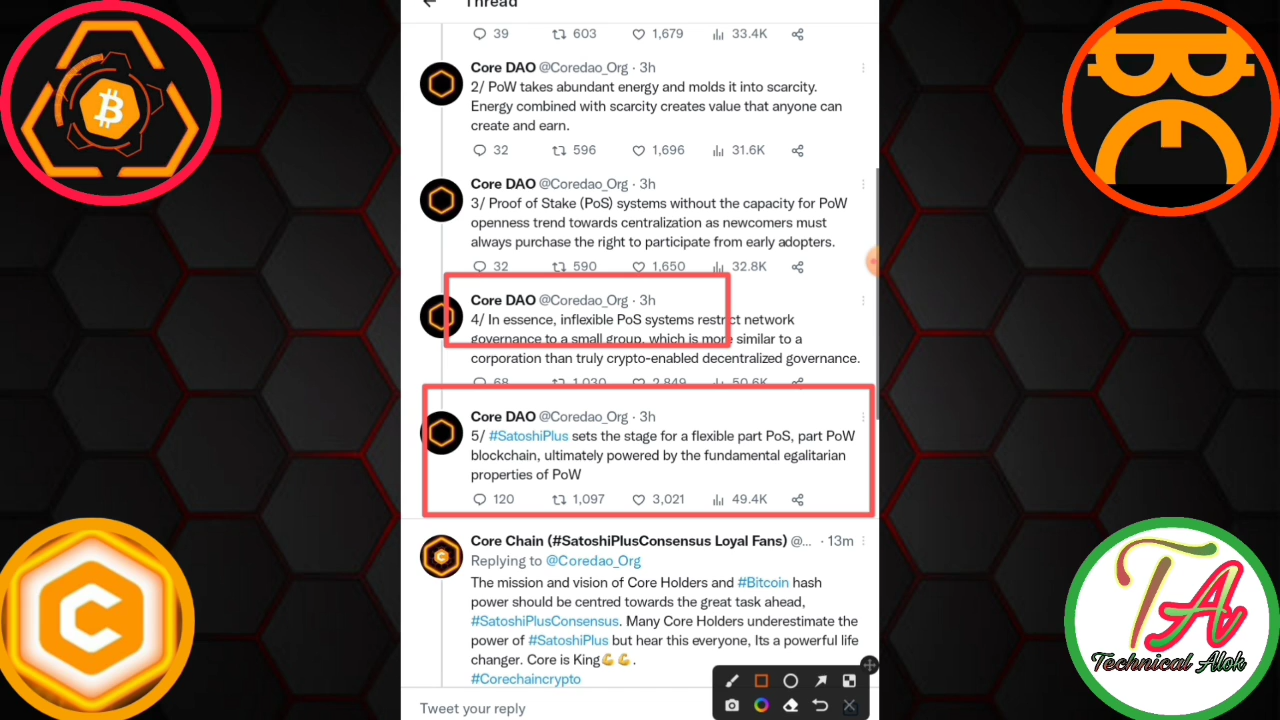 Thread
39 603 1,679 33.4K
Core DAO @Coredao_Org · 3h
2/ PoW takes abundant energy and molds it into scarcity.
Energy combined with scarcity creates value that anyone can
create and earn.
32 596 1,696 31.6K
Core DAO @Coredao_Org · 3h
3/ Proof of Stake (PoS) systems without the capacity for PoW
openness trend towards centralization as newcomers must
always purchase the right to participate from early adopters.
32 590 1,650 32.8K
Core DAO @Coredao_Org · 3h
4/ In essence, inflexible PoS systems restrict network
governance to a small group, which is more similar to a
corporation than truly crypto-enabled decentralized governance.
68 1,030 2,849 50.6K
Core DAO @Coredao_Org · 3h
5/ #SatoshiPlus sets the stage for a flexible part PoS, part PoW
blockchain, ultimately powered by the fundamental egalitarian
properties of PoW
120 1,097 3,021 49.4K
Core Chain (#SatoshiPlusConsensus Loyal Fans) @... · 13m
Replying to @Coredao_Org
The mission and vision of Core Holders and #Bitcoin hash
power should be centred towards the great task ahead,
#SatoshiPlusConsensus. Many Core Holders underestimate the
power of #SatoshiPlus but hear this everyone, Its a powerful life
changer. Core is King💪💪.
#Corechaincrypto
Tweet your reply
TA
Technical Alok